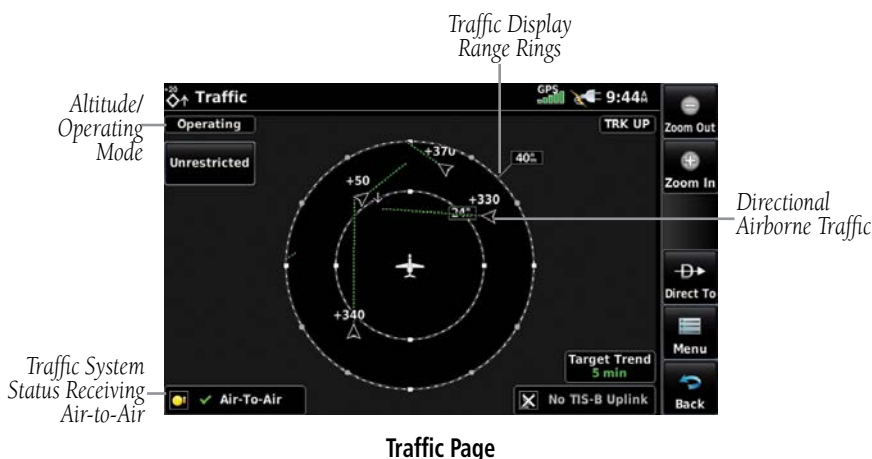 Traffic Display
Range Rings
Altitude/
Operating
Mode
+20
Traffic
GPS
9:44
Operating
TRK UP
Unrestricted
+370
40
+50
24
+330
+340
Directional
Airborne Traffic
Zoom Out
Zoom In
Direct To
Menu
Back
Target Trend
5 min
Traffic System
Status Receiving
Air-to-Air
Air-To-Air
No TIS-B Uplink
Traffic Page